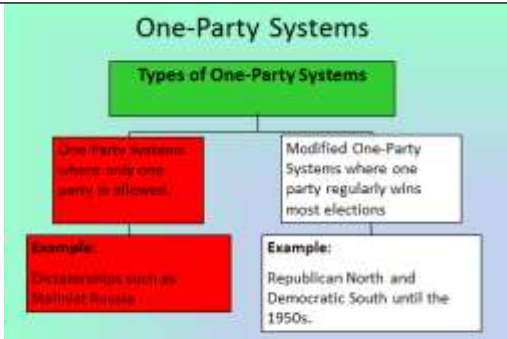 One-Party Systems
Types of One-Party Systems
One-Party Systems
where only one
party is allowed.
Modified One-Party
Systems where one
party regularly wins
most elections
Example:
Dictatorships such as
Stalinist Russia
Example:
Republican North and
Democratic South until the
1950s.